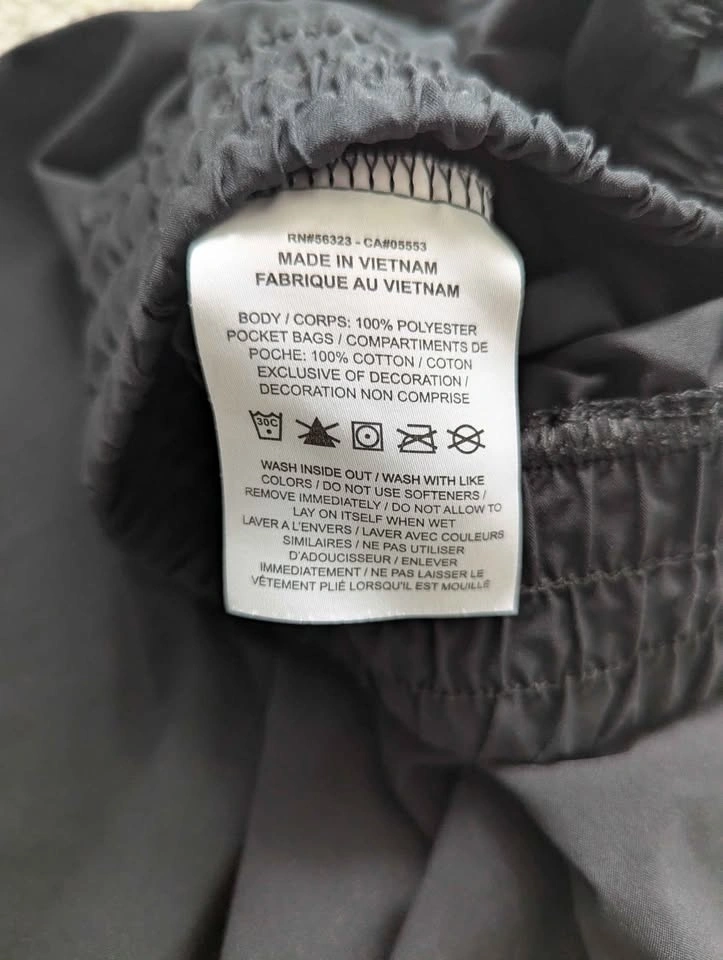 RN#56323 - CA#05553
MADE IN VIETNAM
FABRIQUE AU VIETNAM
BODY / CORPS: 100% POLYESTER
POCKET BAGS / COMPARTIMENTS DE
POCHE: 100% COTTON / COTON
EXCLUSIVE OF DECORATION /
DECORATION NON COMPRISE
30C
WASH INSIDE OUT / WASH WITH LIKE
COLORS / DO NOT USE SOFTENERS /
REMOVE IMMEDIATELY / DO NOT ALLOW TO
LAY ON ITSELF WHEN WET
LAVER A L'ENVERS / LAVER AVEC COULEURS
SIMILAIRES / NE PAS UTILISER
D'ADOUCISSEUR / ENLEVER
IMMEDIATEMENT / NE PAS LAISSER LE
VÊTEMENT PLIÉ LORSQU'IL EST MOUILLÉ